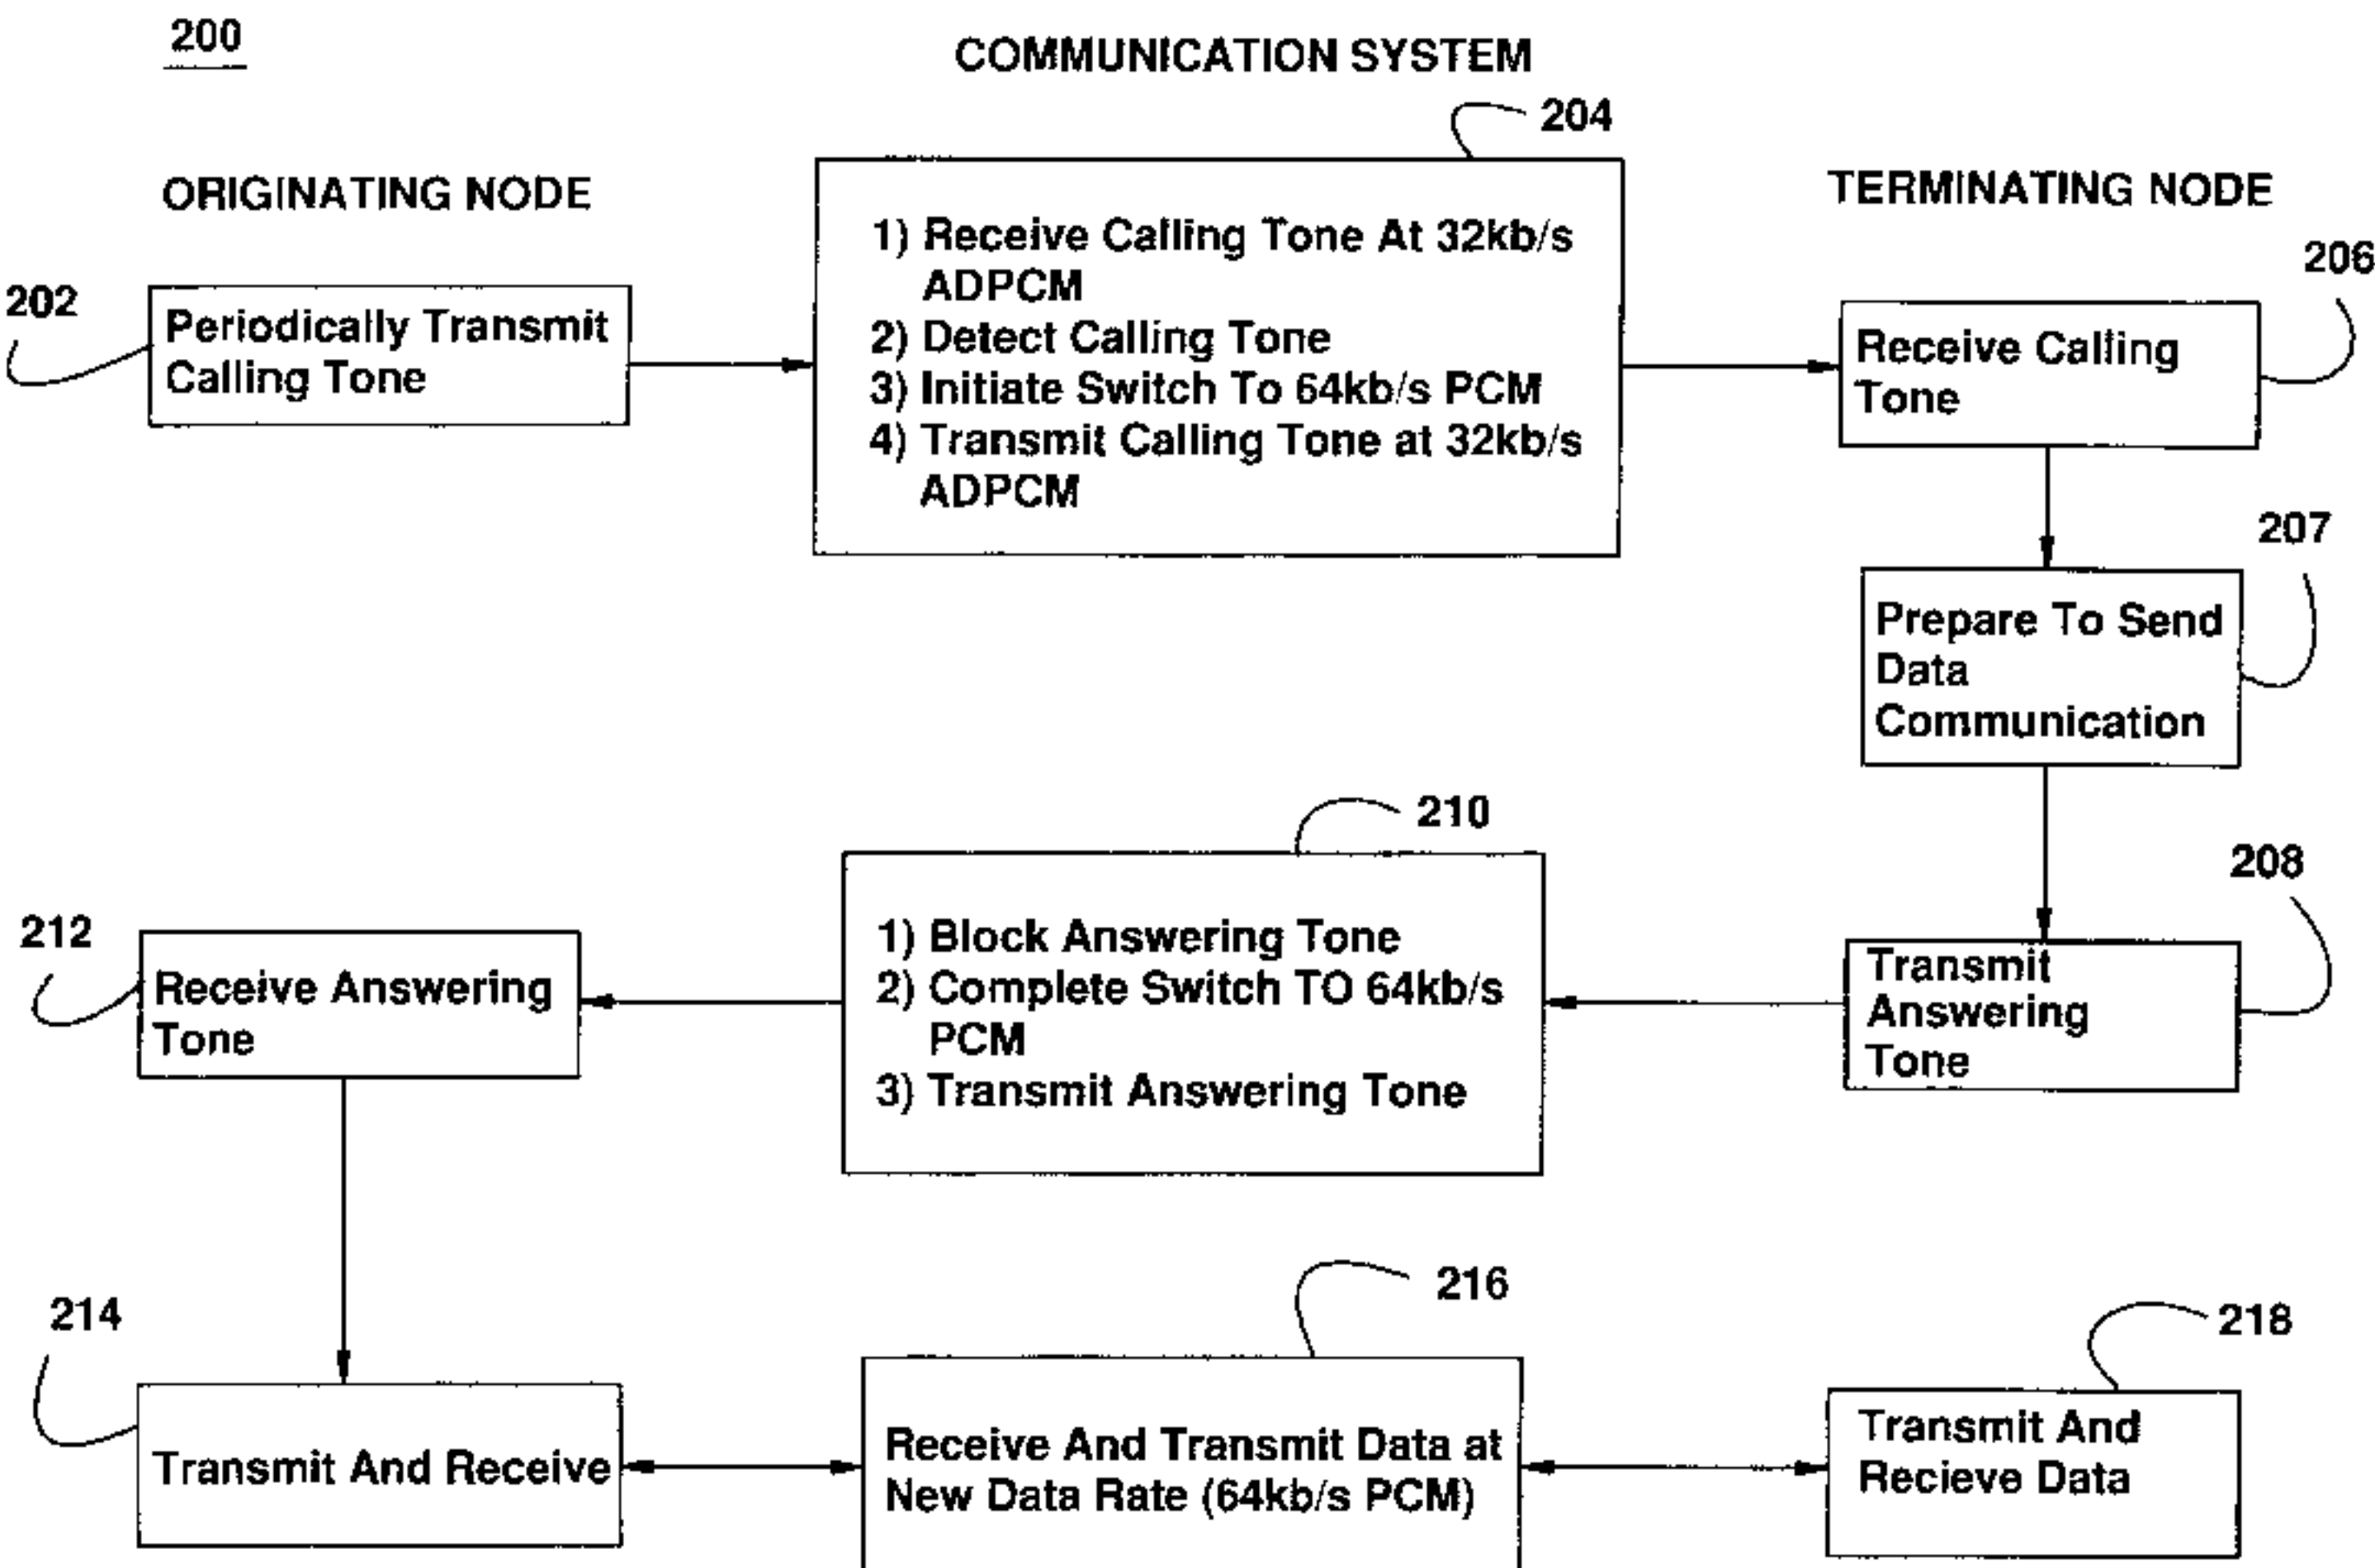 200
COMMUNICATION SYSTEM
204
ORIGINATING NODE
TERMINATING NODE
202
Periodically Transmit
Calling Tone
1) Receive Calling Tone At 32kb/s
ADPCM
2) Detect Calling Tone
3) Initiate Switch To 64kb/s PCM
4) Transmit Calling Tone at 32kb/s
ADPCM
206
Receive Calling
Tone
207
Prepare To Send
Data
Communication
208
Transmit
Answering
Tone
210
1) Block Answering Tone
2) Complete Switch TO 64kb/s
PCM
3) Transmit Answering Tone
212
Receive Answering
Tone
214
Transmit And Receive
216
Receive And Transmit Data at
New Data Rate (64kb/s PCM)
218
Transmit And
Recieve Data